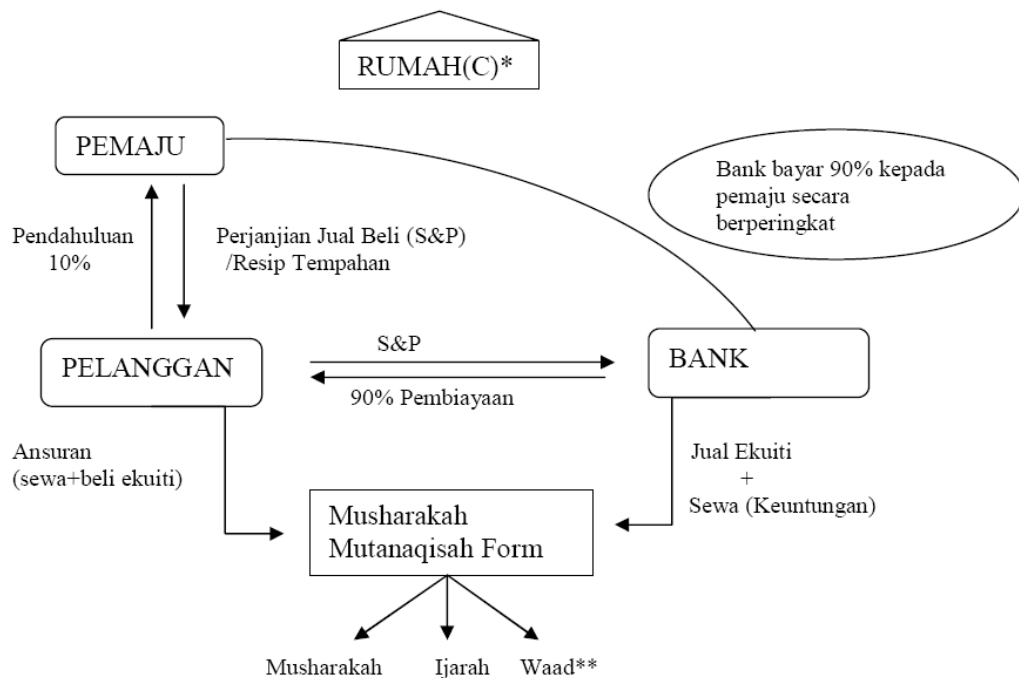 RUMAH(C)*
PEMAJU
Bank bayar 90% kepada
pemaju secara
berperingkat
Pendahuluan
10%
Perjanjian Jual Beli (S&P)
/Resip Tempahan
PELANGGAN
S&P
90% Pembiayaan
BANK
Ansuran
(sewa+beli ekuiti)
Jual Ekuiti
+
Sewa (Keuntungan)
Musharakah
Mutanaqisah Form
Musharakah
Ijarah
Waad**